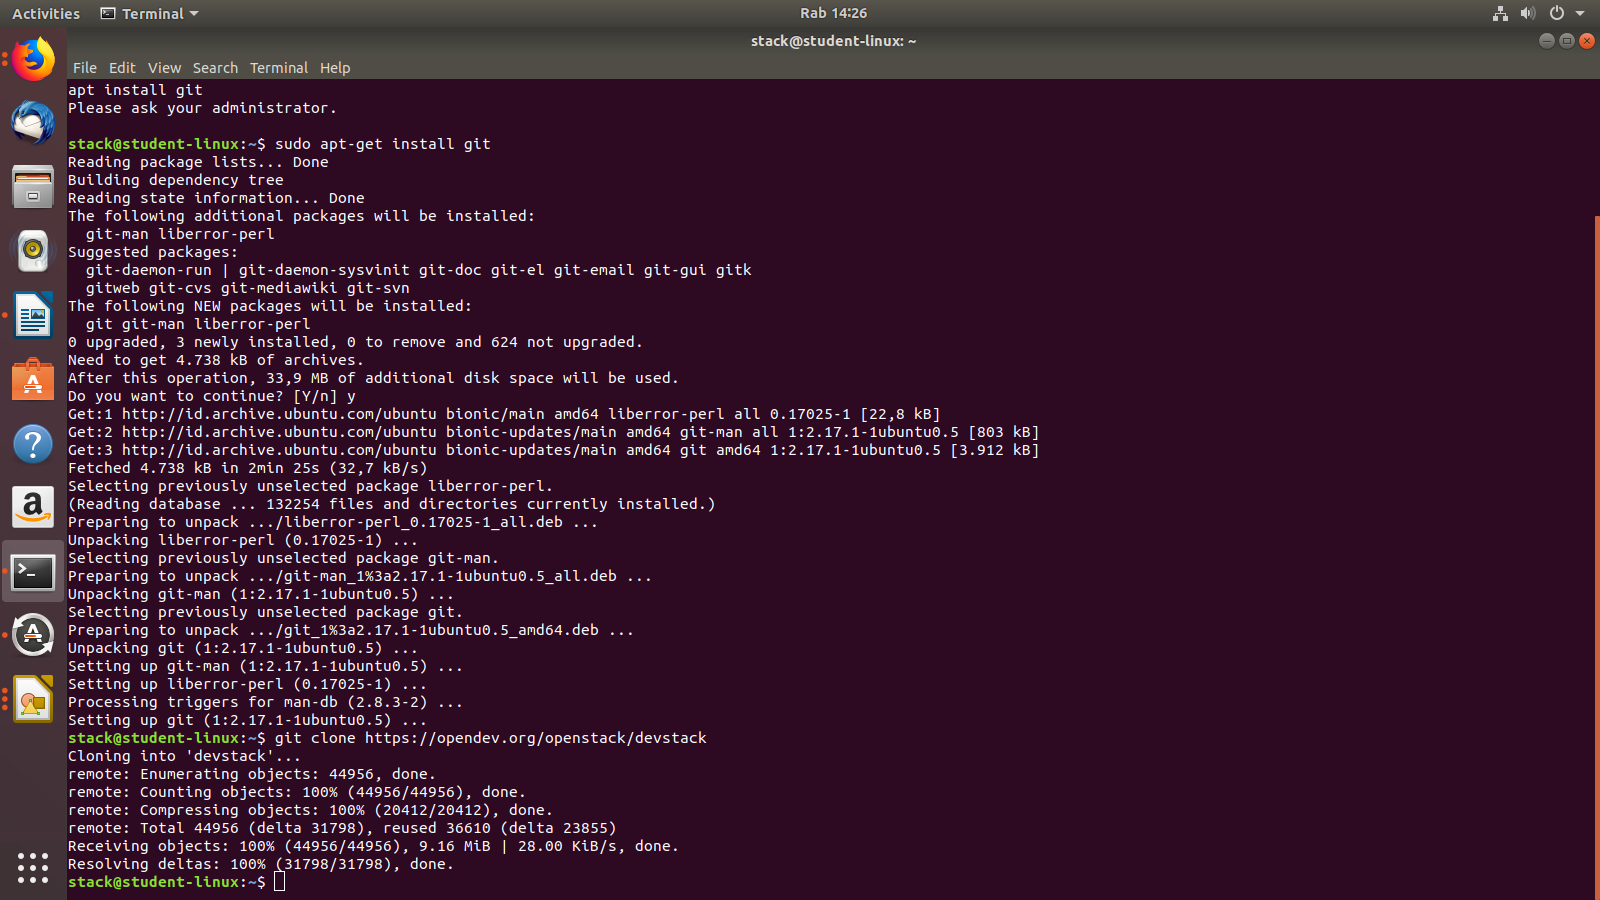 Activities Terminal Rab 14:26
stack@student-linux: ~
File Edit View Search Terminal Help
apt install git
Please ask your administrator.
stack@student-linux:~$ sudo apt-get install git
Reading package lists... Done
Building dependency tree
Reading state information... Done
The following additional packages will be installed:
git-man liberror-perl
Suggested packages:
git-daemon-run | git-daemon-sysvinit git-doc git-el git-email git-gui gitk
gitweb git-cvs git-mediawiki git-svn
The following NEW packages will be installed:
git git-man liberror-perl
0 upgraded, 3 newly installed, 0 to remove and 624 not upgraded.
Need to get 4.738 kB of archives.
After this operation, 33,9 MB of additional disk space will be used.
Do you want to continue? [Y/n] y
Get:1 http://id.archive.ubuntu.com/ubuntu bionic/main amd64 liberror-perl all 0.17025-1 [22,8 kB]
Get:2 http://id.archive.ubuntu.com/ubuntu bionic-updates/main amd64 git-man all 1:2.17.1-1ubuntu0.5 [803 kB]
Get:3 http://id.archive.ubuntu.com/ubuntu bionic-updates/main amd64 git amd64 1:2.17.1-1ubuntu0.5 [3.912 kB]
Fetched 4.738 kB in 2min 25s (32,7 kB/s)
Selecting previously unselected package liberror-perl.
(Reading database ... 132254 files and directories currently installed.)
Preparing to unpack .../liberror-perl_0.17025-1_all.deb ...
Unpacking liberror-perl (0.17025-1) ...
Selecting previously unselected package git-man.
Preparing to unpack .../git-man_1%3a2.17.1-1ubuntu0.5_all.deb ...
Unpacking git-man (1:2.17.1-1ubuntu0.5) ...
Selecting previously unselected package git.
Preparing to unpack .../git_1%3a2.17.1-1ubuntu0.5_amd64.deb ...
Unpacking git (1:2.17.1-1ubuntu0.5) ...
Setting up git-man (1:2.17.1-1ubuntu0.5) ...
Setting up liberror-perl (0.17025-1) ...
Processing triggers for man-db (2.8.3-2) ...
Setting up git (1:2.17.1-1ubuntu0.5) ...
stack@student-linux:~$ git clone https://opendev.org/openstack/devstack
Cloning into 'devstack'...
remote: Enumerating objects: 44956, done.
remote: Counting objects: 100% (44956/44956), done.
remote: Compressing objects: 100% (20412/20412), done.
remote: Total 44956 (delta 31798), reused 36610 (delta 23855)
Receiving objects: 100% (44956/44956), 9.16 MiB | 28.00 KiB/s, done.
Resolving deltas: 100% (31798/31798), done.
stack@student-linux:~$